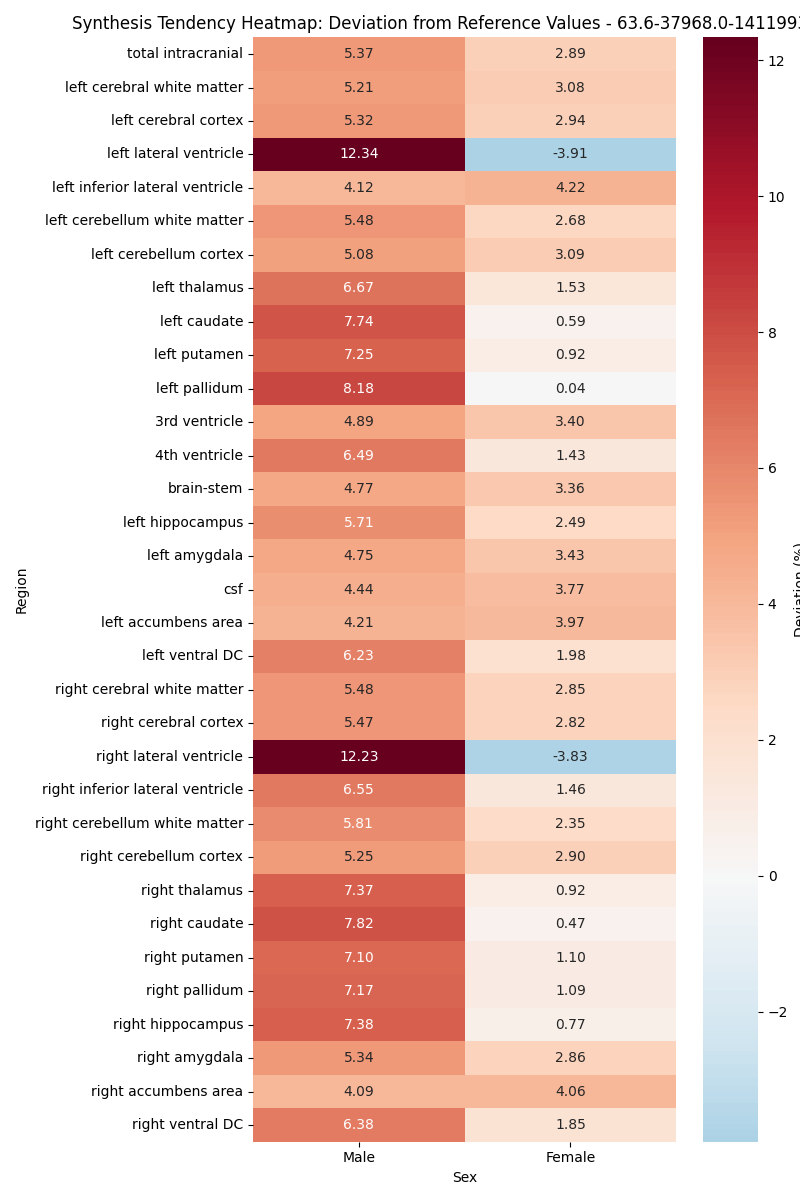 Synthesis Tendency Heatmap: Deviation from Reference Values - 63.6-37968.0-1411993
total intracranial 5.37 2.89
left cerebral white matter 5.21 3.08
left cerebral cortex 5.32 2.94
left lateral ventricle 12.34 -3.91
left inferior lateral ventricle 4.12 4.22
left cerebellum white matter 5.48 2.68
left cerebellum cortex 5.08 3.09
left thalamus 6.67 1.53
left caudate 7.74 0.59
left putamen 7.25 0.92
left pallidum 8.18 0.04
3rd ventricle 4.89 3.40
4th ventricle 6.49 1.43
brain-stem 4.77 3.36
left hippocampus 5.71 2.49
left amygdala 4.75 3.43
csf 4.44 3.77
left accumbens area 4.21 3.97
left ventral DC 6.23 1.98
right cerebral white matter 5.48 2.85
right cerebral cortex 5.47 2.82
right lateral ventricle 12.23 -3.83
right inferior lateral ventricle 6.55 1.46
right cerebellum white matter 5.81 2.35
right cerebellum cortex 5.25 2.90
right thalamus 7.37 0.92
right caudate 7.82 0.47
right putamen 7.10 1.10
right pallidum 7.17 1.09
right hippocampus 7.38 0.77
right amygdala 5.34 2.86
right accumbens area 4.09 4.06
right ventral DC 6.38 1.85
Male Female
Sex
Region
12
10
8
6
4
2
0
−2
Deviation (%)